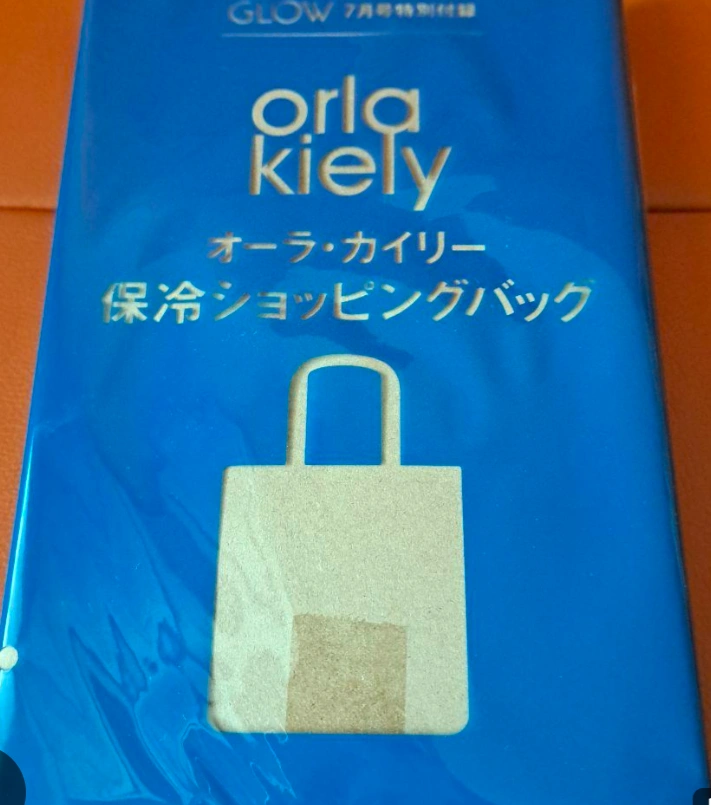 GLOW 7月号特別付録
orla
kiely
オーラ・カイリー
保冷ショッピングバッグ